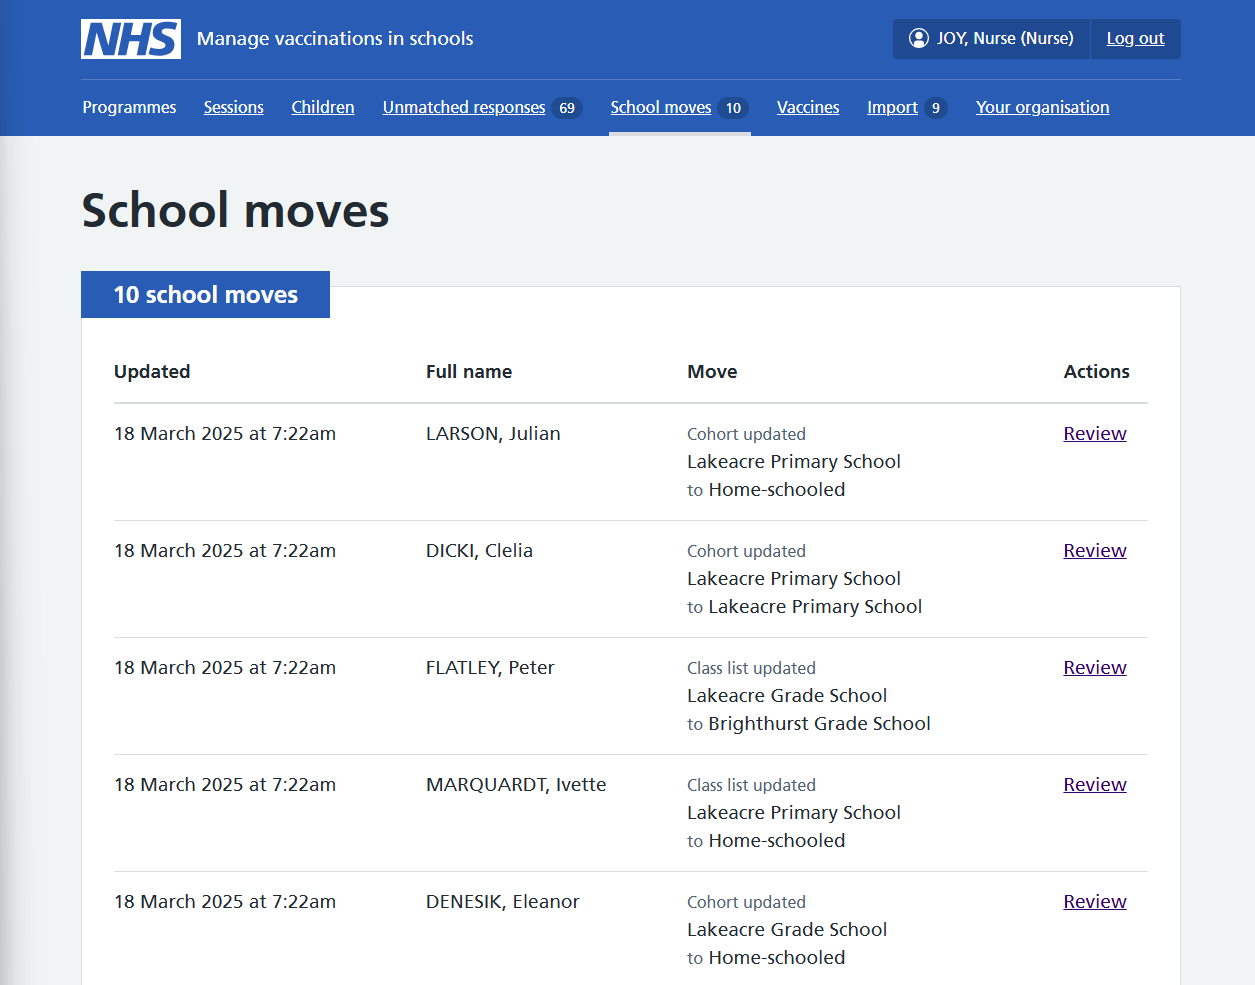 NHS Manage vaccinations in schools
JOY, Nurse (Nurse) Log out
Programmes Sessions Children Unmatched responses 69 School moves 10 Vaccines Import 9 Your organisation
School moves
10 school moves
Updated Full name Move Actions
18 March 2025 at 7:22am LARSON, Julian Cohort updated Review
Lakeacre Primary School
to Home-schooled
18 March 2025 at 7:22am DICKI, Clelia Cohort updated Review
Lakeacre Primary School
to Lakeacre Primary School
18 March 2025 at 7:22am FLATLEY, Peter Class list updated Review
Lakeacre Grade School
to Brighthurst Grade School
18 March 2025 at 7:22am MARQUARDT, Ivette Class list updated Review
Lakeacre Primary School
to Home-schooled
18 March 2025 at 7:22am DENESIK, Eleanor Cohort updated Review
Lakeacre Grade School
to Home-schooled